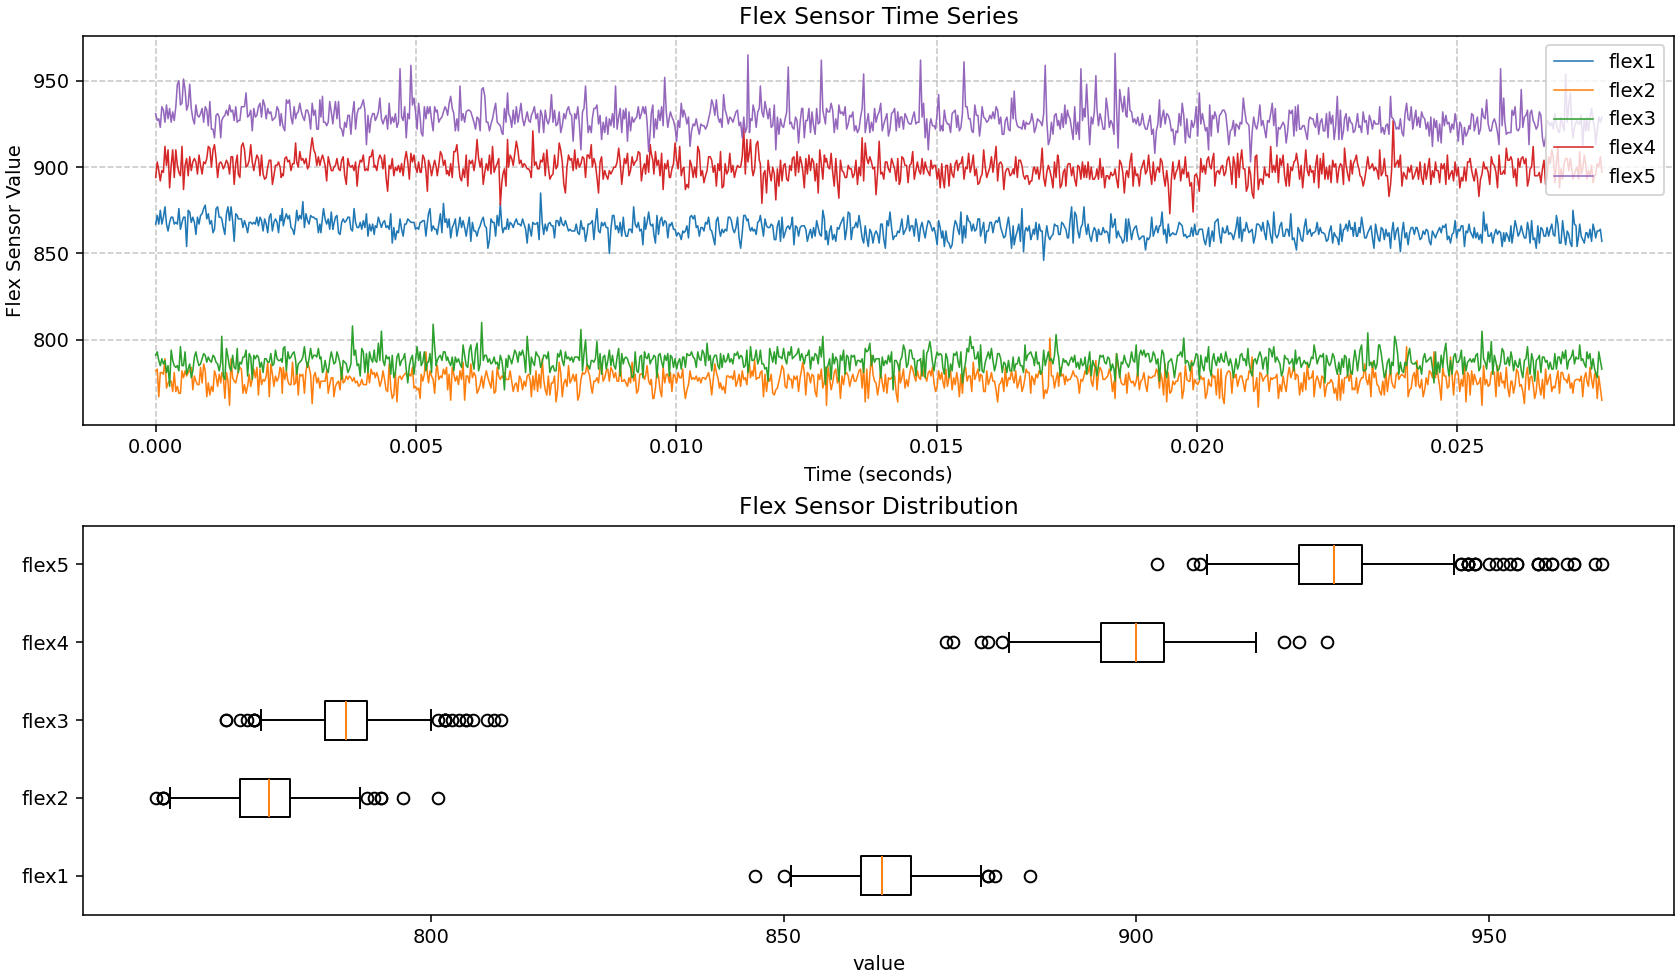 Flex Sensor Time Series
Flex Sensor Value
950
900
850
800
flex1
flex2
flex3
flex4
flex5
0.000 0.005 0.010 0.015 0.020 0.025
Time (seconds)
Flex Sensor Distribution
flex5
flex4
flex3
flex2
flex1
800 850 900 950
value